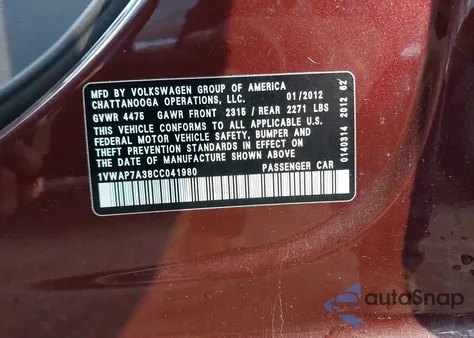 MFD BY VOLKSWAGEN GROUP OF AMERICA
CHATTANOOGA OPERATIONS, LLC. 01/2012
GVWR 4475 GAWR FRONT 2315 / REAR 2271 LBS
THIS VEHICLE CONFORMS TO ALL APPLICABLE U.S.
FEDERAL MOTOR VEHICLE SAFETY, BUMPER AND
THEFT PREVENTION STANDARDS IN EFFECT ON THE
DATE OF MANUFACTURE SHOWN ABOVE.
1VWAP7A38CC041980 PASSENGER CAR
0140314 2012 62
autoSnap